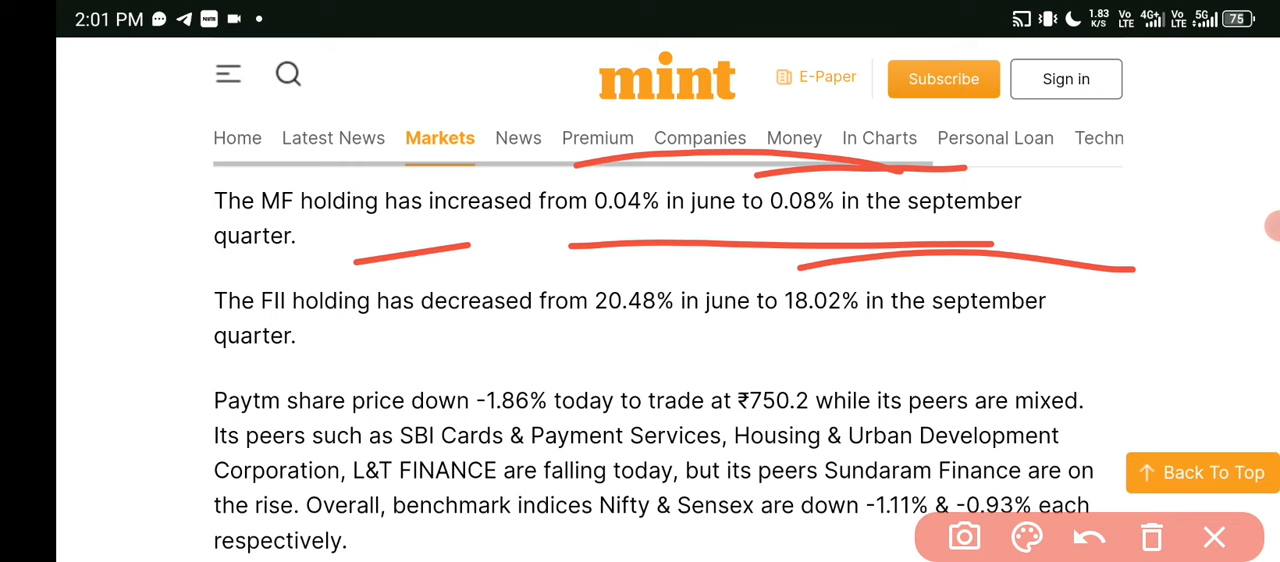 2:01 PM
1.83 K/S Vo LTE 4G+ Vo LTE 5G 75
mint
E-Paper
Subscribe
Sign in
Home Latest News Markets News Premium Companies Money In Charts Personal Loan Techn
The MF holding has increased from 0.04% in june to 0.08% in the september
quarter.
The FII holding has decreased from 20.48% in june to 18.02% in the september
quarter.
Paytm share price down -1.86% today to trade at ₹750.2 while its peers are mixed.
Its peers such as SBI Cards & Payment Services, Housing & Urban Development
Corporation, L&T FINANCE are falling today, but its peers Sundaram Finance are on
the rise. Overall, benchmark indices Nifty & Sensex are down -1.11% & -0.93% each
respectively.
Back To Top